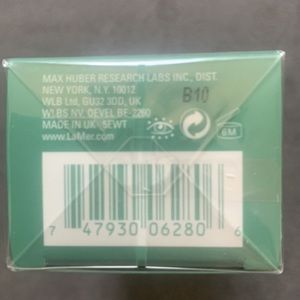 MAX HUBER RESEARCH LABS INC., DIST.
NEW YORK, N.Y. 10012
WLB Ltd, GU32 3DD, UK
WLBS NV, OEVEL BE-2260
MADE IN UK 5EWT
www.LaMer.com
B10
6M
7 47930 06280 6